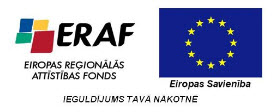 ERAF
EIROPAS REĢIONĀLĀS
ATTĪSTĪBAS FONDS
Eiropas Savienība
IEGULDĪJUMS TAVĀ NĀKOTNĒ